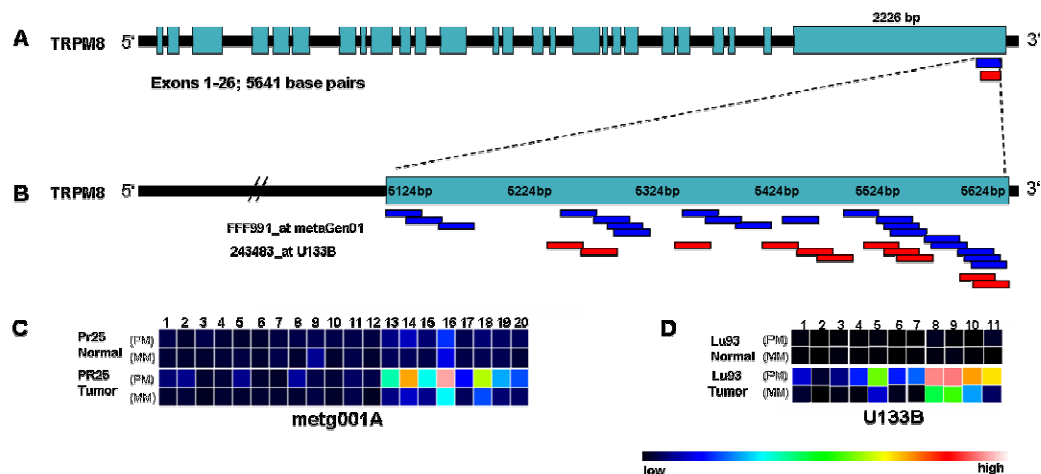 2226 bp
A TRPM8 5' 3'
Exons 1-26; 5641 base pairs
B TRPM8 5' // 3'
5124bp 5224bp 5324bp 5424bp 5524bp 5624bp
FFF991_at metaGen01
243483_at U133B
C
1 2 3 4 5 6 7 8 9 10 11 12 13 14 15 16 17 18 19 20
Pr25 (PM)
Normal (MM)
PR25 (PM)
Tumor (MM)
metg001A
D
1 2 3 4 5 6 7 8 9 10 11
Lu93 (PM)
Normal (MM)
Lu93 (PM)
Tumor (MM)
U133B
low high